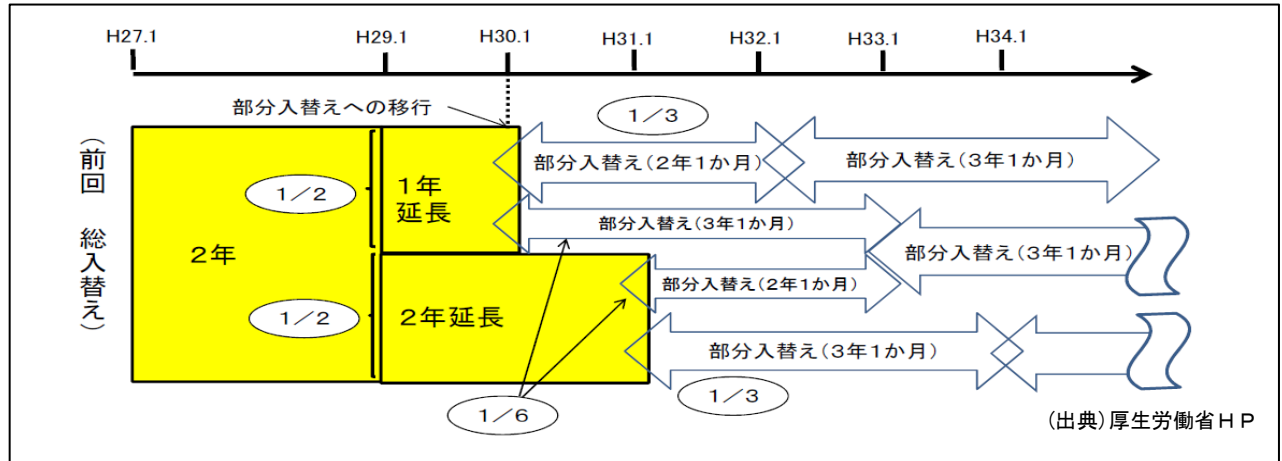 H27.1
H29.1
H30.1
H31.1
H32.1
H33.1
H34.1
部分入替えへの移行
1/3
(前回 総入替え)
2年
1/2
1年
延長
部分入替え(2年1か月)
部分入替え(3年1か月)
部分入替え(3年1か月)
部分入替え(3年1か月)
1/2
2年延長
部分入替え(2年1か月)
部分入替え(3年1か月)
1/6
1/3
(出典)厚生労働省HP